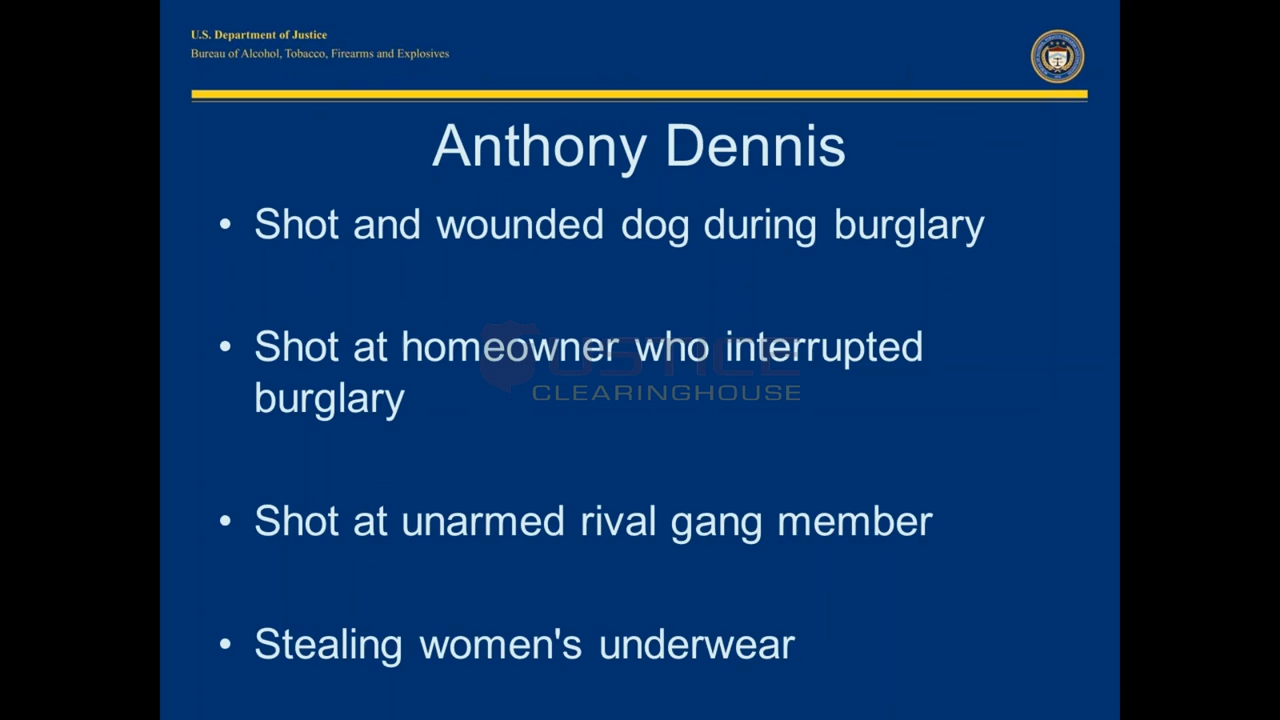 U.S. Department of Justice
Bureau of Alcohol, Tobacco, Firearms and Explosives
Anthony Dennis
• Shot and wounded dog during burglary
• Shot at homeowner who interrupted
burglary
JUSTICE
CLEARINGHOUSE
• Shot at unarmed rival gang member
• Stealing women's underwear